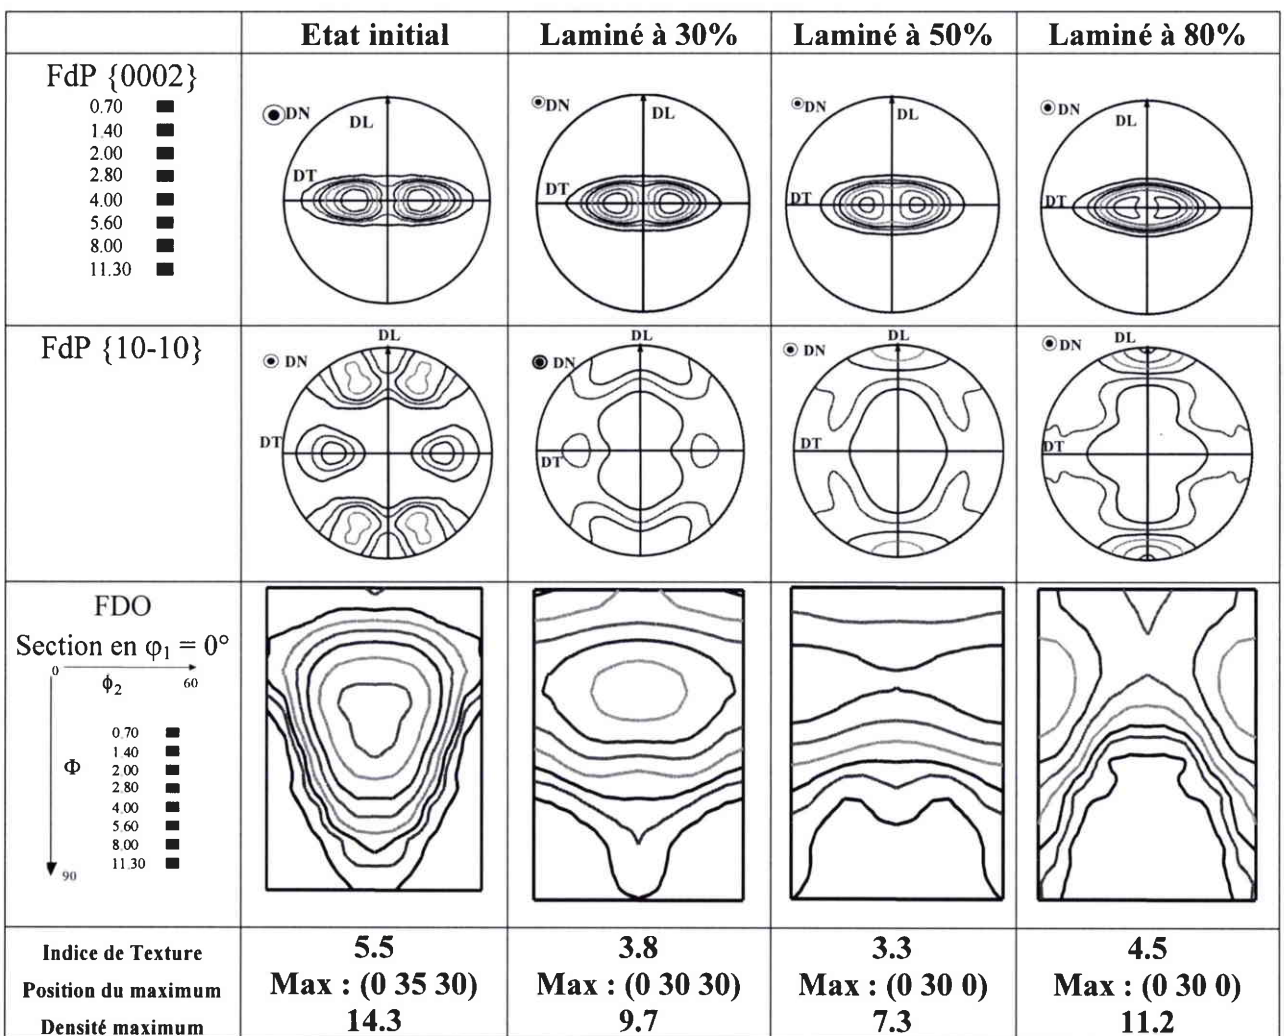 Etat initial Laminé à 30% Laminé à 50% Laminé à 80%
FdP {0002}
0.70
1.40
2.00
2.80
4.00
5.60
8.00
11.30
DN DL DT
DN DL DT
DN DL DT
DN DL DT
FdP {10-10}
DL DN DT
DL DN DT
DL DN DT
DL DN DT
FDO
Section en φ₁ = 0°
0 ϕ₂ 60
Φ
90
0.70
1 40
2 00
2.80
4 00
5 60
8 00
11 30
Indice de Texture 5.5 3.8 3.3 4.5
Position du maximum Max : (0 35 30) Max : (0 30 30) Max : (0 30 0) Max : (0 30 0)
Densité maximum 14.3 9.7 7.3 11.2